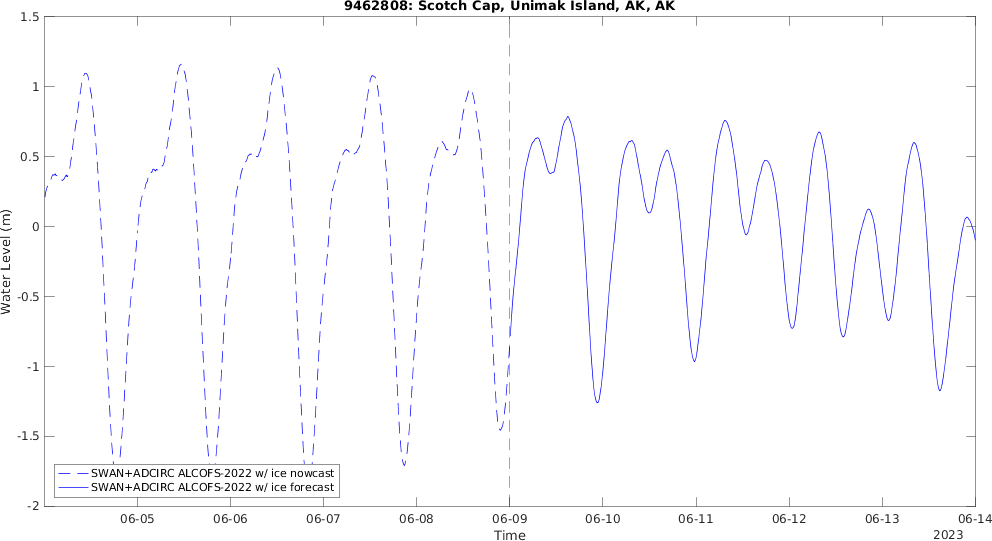 9462808: Scotch Cap, Unimak Island, AK, AK
1.5
1
0.5
0
-0.5
-1
-1.5
-2
Water Level (m)
SWAN+ADCIRC ALCOFS-2022 w/ ice nowcast
SWAN+ADCIRC ALCOFS-2022 w/ ice forecast
06-05 06-06 06-07 06-08 06-09 06-10 06-11 06-12 06-13 06-14
Time
2023